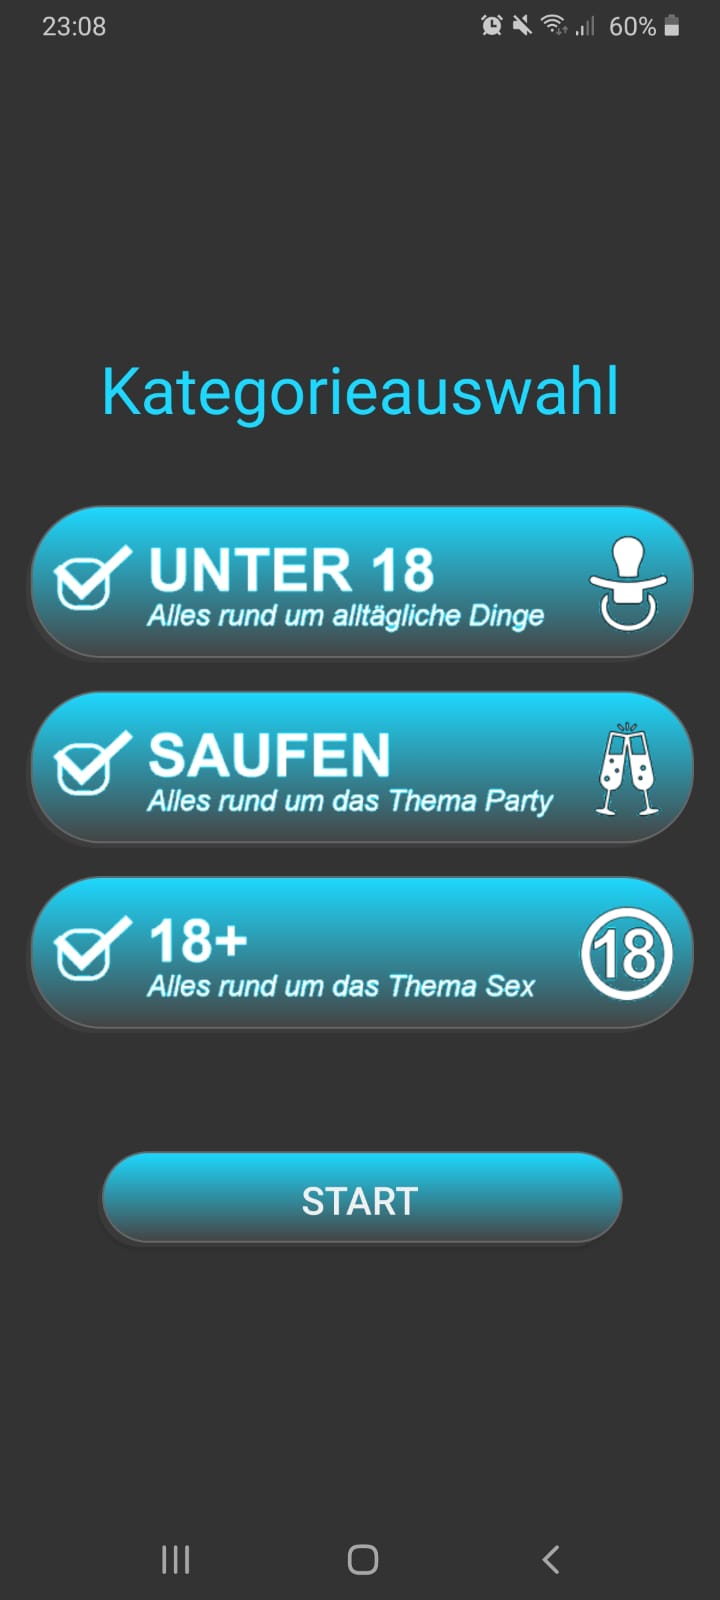 23:08 60%
Kategorieauswahl
UNTER 18
Alles rund um alltägliche Dinge
SAUFEN
Alles rund um das Thema Party
18+
Alles rund um das Thema Sex
18
START